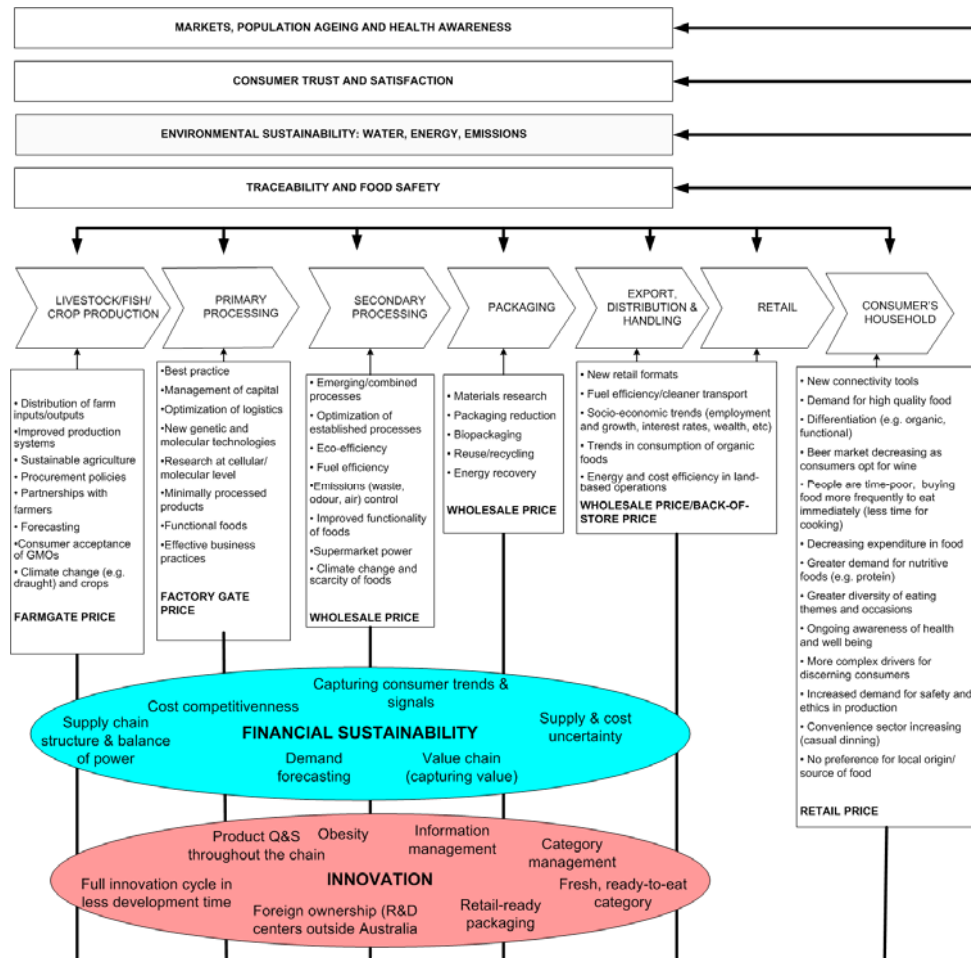 MARKETS, POPULATION AGEING AND HEALTH AWARENESS
CONSUMER TRUST AND SATISFACTION
ENVIRONMENTAL SUSTAINABILITY: WATER, ENERGY, EMISSIONS
TRACEABILITY AND FOOD SAFETY
LIVESTOCK/FISH/
CROP PRODUCTION
PRIMARY
PROCESSING
SECONDARY
PROCESSING
PACKAGING
EXPORT,
DISTRIBUTION &
HANDLING
RETAIL
CONSUMER'S
HOUSEHOLD
• Distribution of farm
inputs/outputs
•Improved production
systems
• Sustainable agriculture
• Procurement policies
• Partnerships with
farmers
• Forecasting
•Consumer acceptance
of GMOs
• Climate change (e.g.
draught) and crops
FARMGATE PRICE
•Best practice
•Management of capital
•Optimization of logistics
•New genetic and
molecular technologies
•Research at cellular/
molecular level
•Minimally processed
products
•Functional foods
•Effective business
practices
FACTORY GATE
PRICE
• Emerging/combined
processes
• Optimization of
established processes
• Eco-efficiency
• Fuel efficiency
•Emissions (waste,
odour, air) control
• Improved functionality
of foods
•Supermarket power
• Climate change and
scarcity of foods
WHOLESALE PRICE
• Materials research
• Packaging reduction
• Biopackaging
• Reuse/recycling
• Energy recovery
WHOLESALE PRICE
• New retail formats
• Fuel efficiency/cleaner transport
• Socio-economic trends (employment
and growth, interest rates, wealth, etc)
• Trends in consumption of organic
foods
• Energy and cost efficiency in land-
based operations
WHOLESALE PRICE/BACK-OF-
STORE PRICE
• New connectivity tools
• Demand for high quality food
• Differentiation (e.g. organic,
functional)
• Beer market decreasing as
consumers opt for wine
•People are time-poor, buying
food more frequently to eat
immediately (less time for
cooking)
• Decreasing expenditure in food
• Greater demand for nutritive
foods (e.g. protein)
• Greater diversity of eating
themes and occasions
• Ongoing awareness of health
and well being
• More complex drivers for
discerning consumers
• Increased demand for safety and
ethics in production
• Convenience sector increasing
(casual dinning)
• No preference for local origin/
source of food
RETAIL PRICE
Capturing consumer trends &
signals
Cost competitiveness
Supply chain
structure & balance
of power
FINANCIAL SUSTAINABILITY
Supply & cost
uncertainty
Demand
forecasting
Value chain
(capturing value)
Product Q&S
throughout the chain
Obesity
Information
management
Category
management
INNOVATION
Full innovation cycle in
less development time
Foreign ownership (R&D
centers outside Australia
Retail-ready
packaging
Fresh, ready-to-eat
category